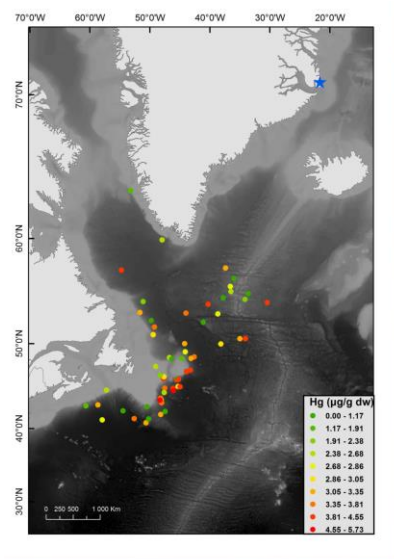 70°0'W 60°0'W 50°0'W 40°0'W 30°0'W 20°0'W
70°0'N
60°0'N
50°0'N
40°0'N
30°0'N
Hg (µg/g dw)
0.00 - 1.17
1.17 - 1.91
1.91 - 2.38
2.38 - 2.68
2.68 - 2.86
2.86 - 3.05
3.05 - 3.35
3.35 - 3.81
3.81 - 4.55
4.55 - 5.73
0 250 500 1 000 Km